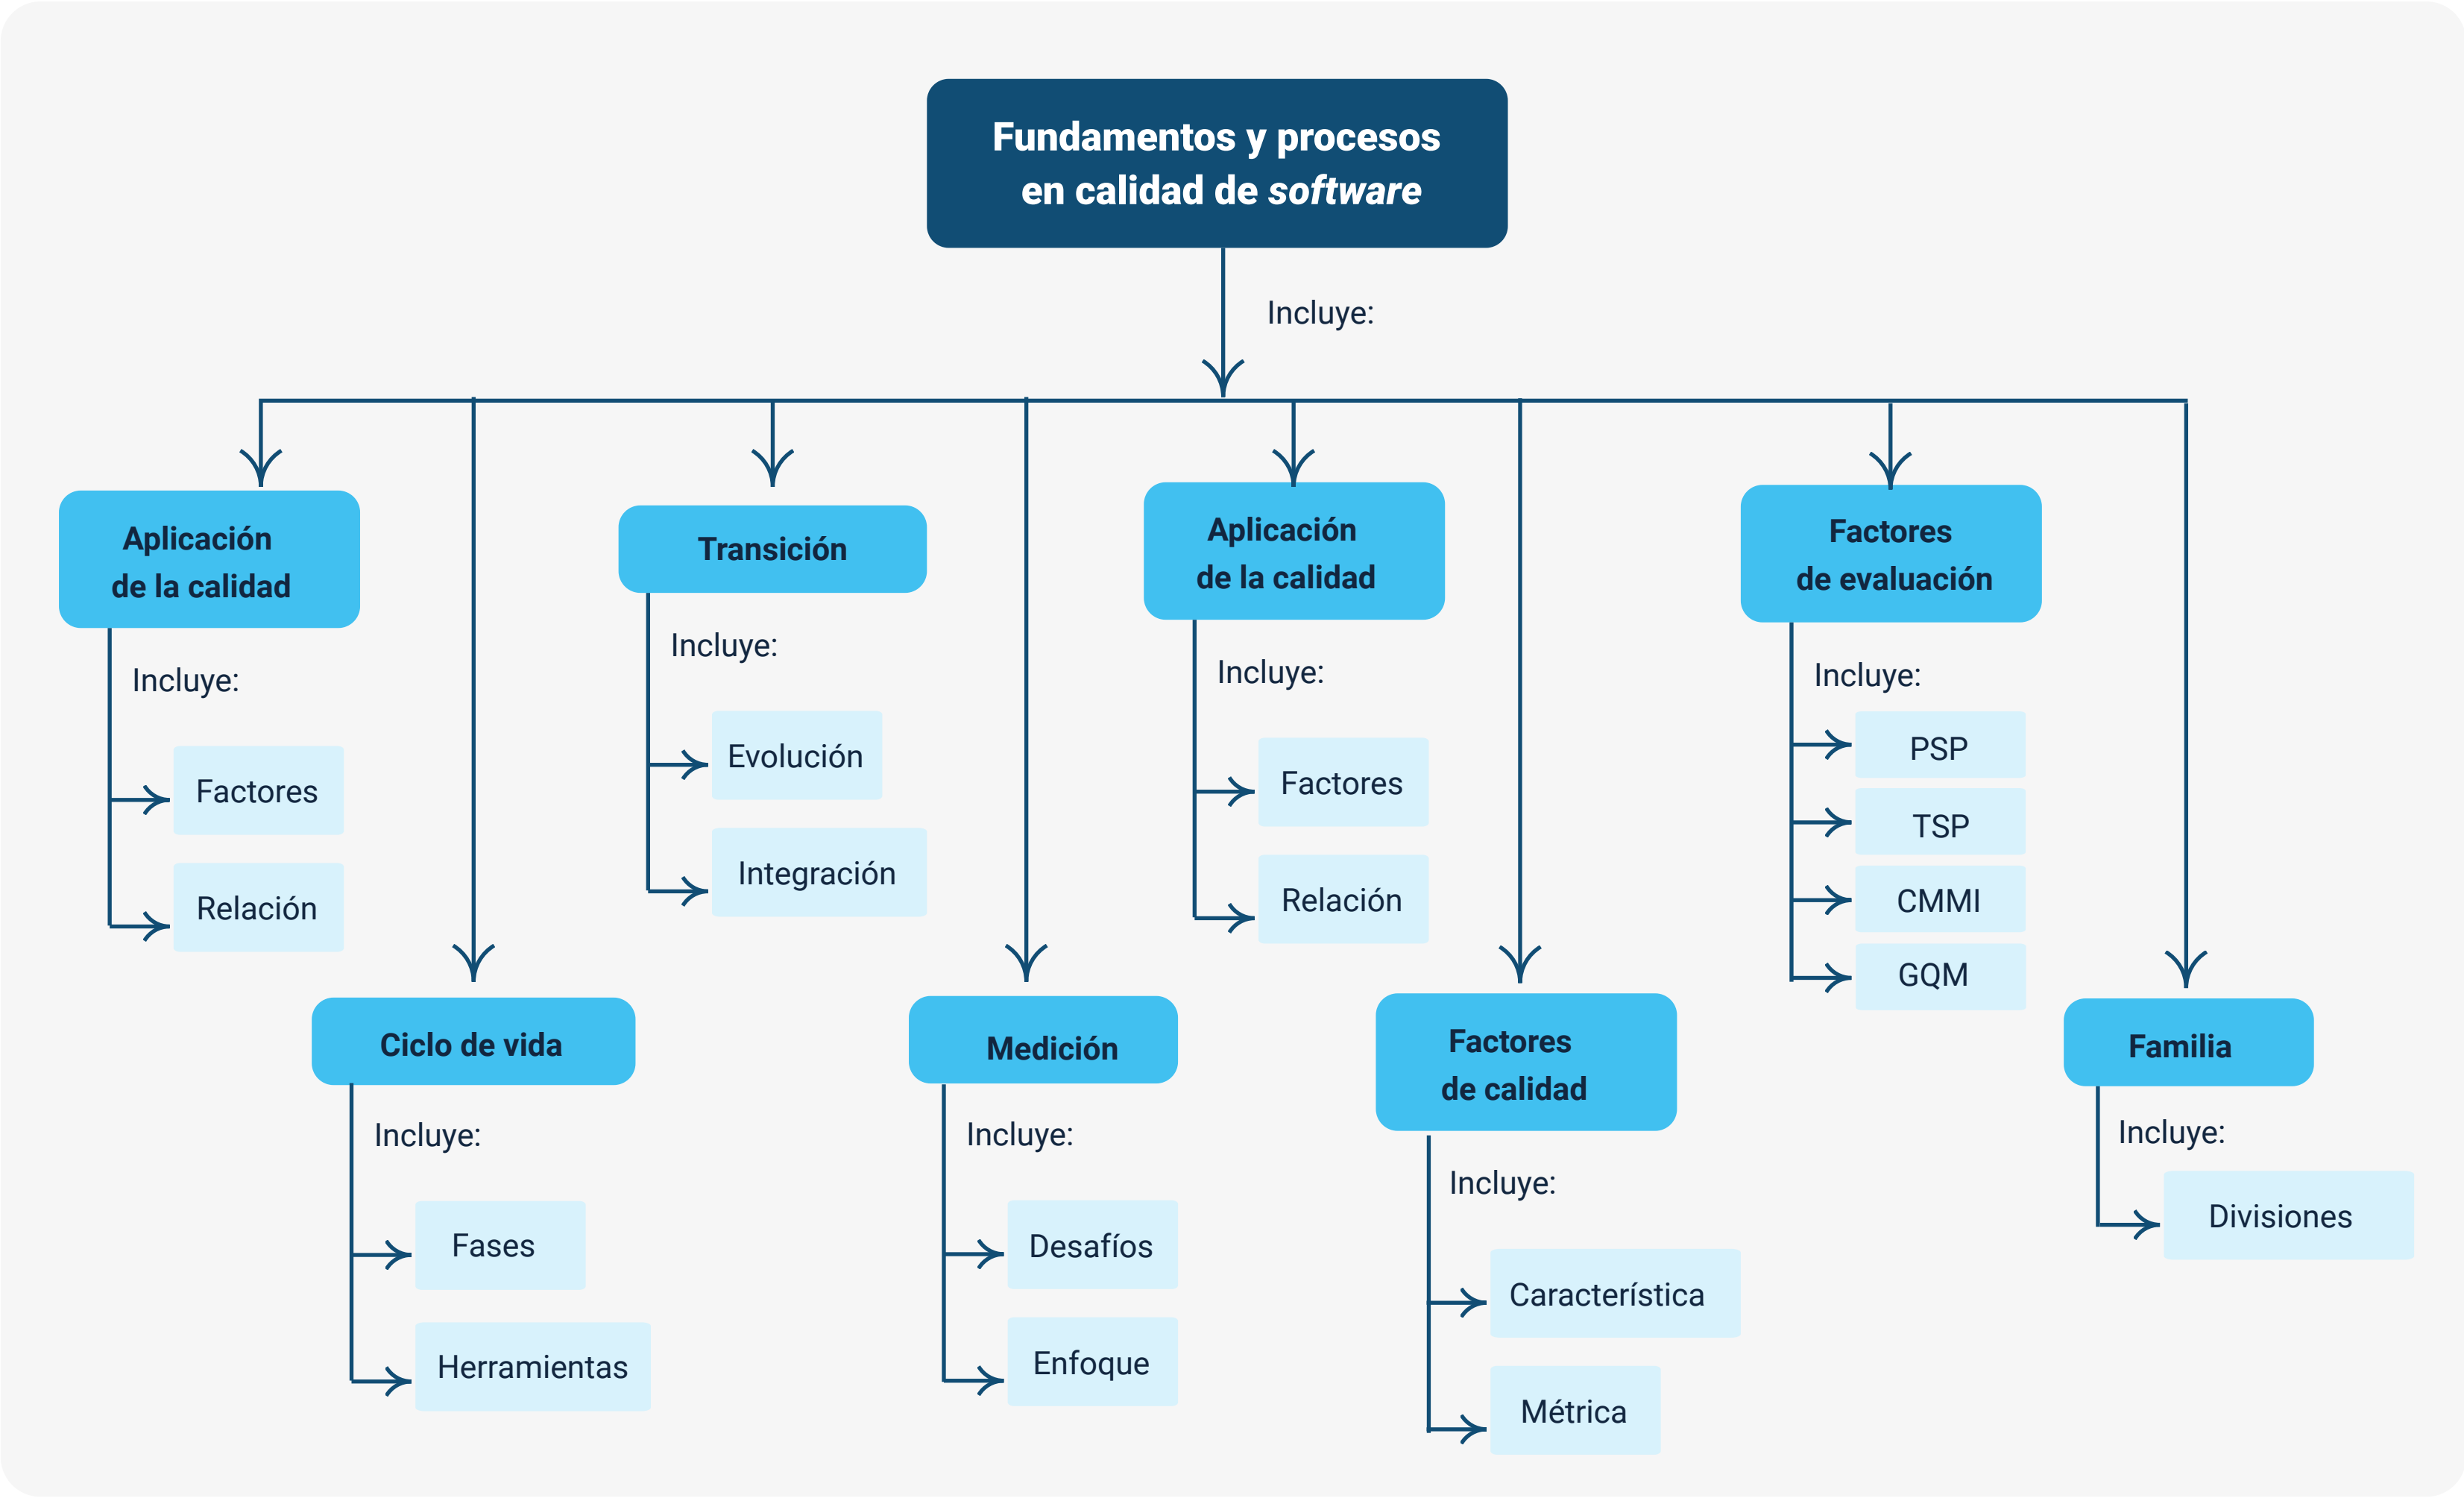 Fundamentos y procesos
en calidad de software
Incluye:
Aplicación
de la calidad
Incluye:
Factores
Relación
Ciclo de vida
Incluye:
Fases
Herramientas
Transición
Incluye:
Evolución
Integración
Medición
Incluye:
Desafíos
Enfoque
Aplicación
de la calidad
Incluye:
Factores
Relación
Factores
de calidad
Incluye:
Característica
Métrica
Factores
de evaluación
Incluye:
PSP
TSP
CMMI
GQM
Familia
Incluye:
Divisiones